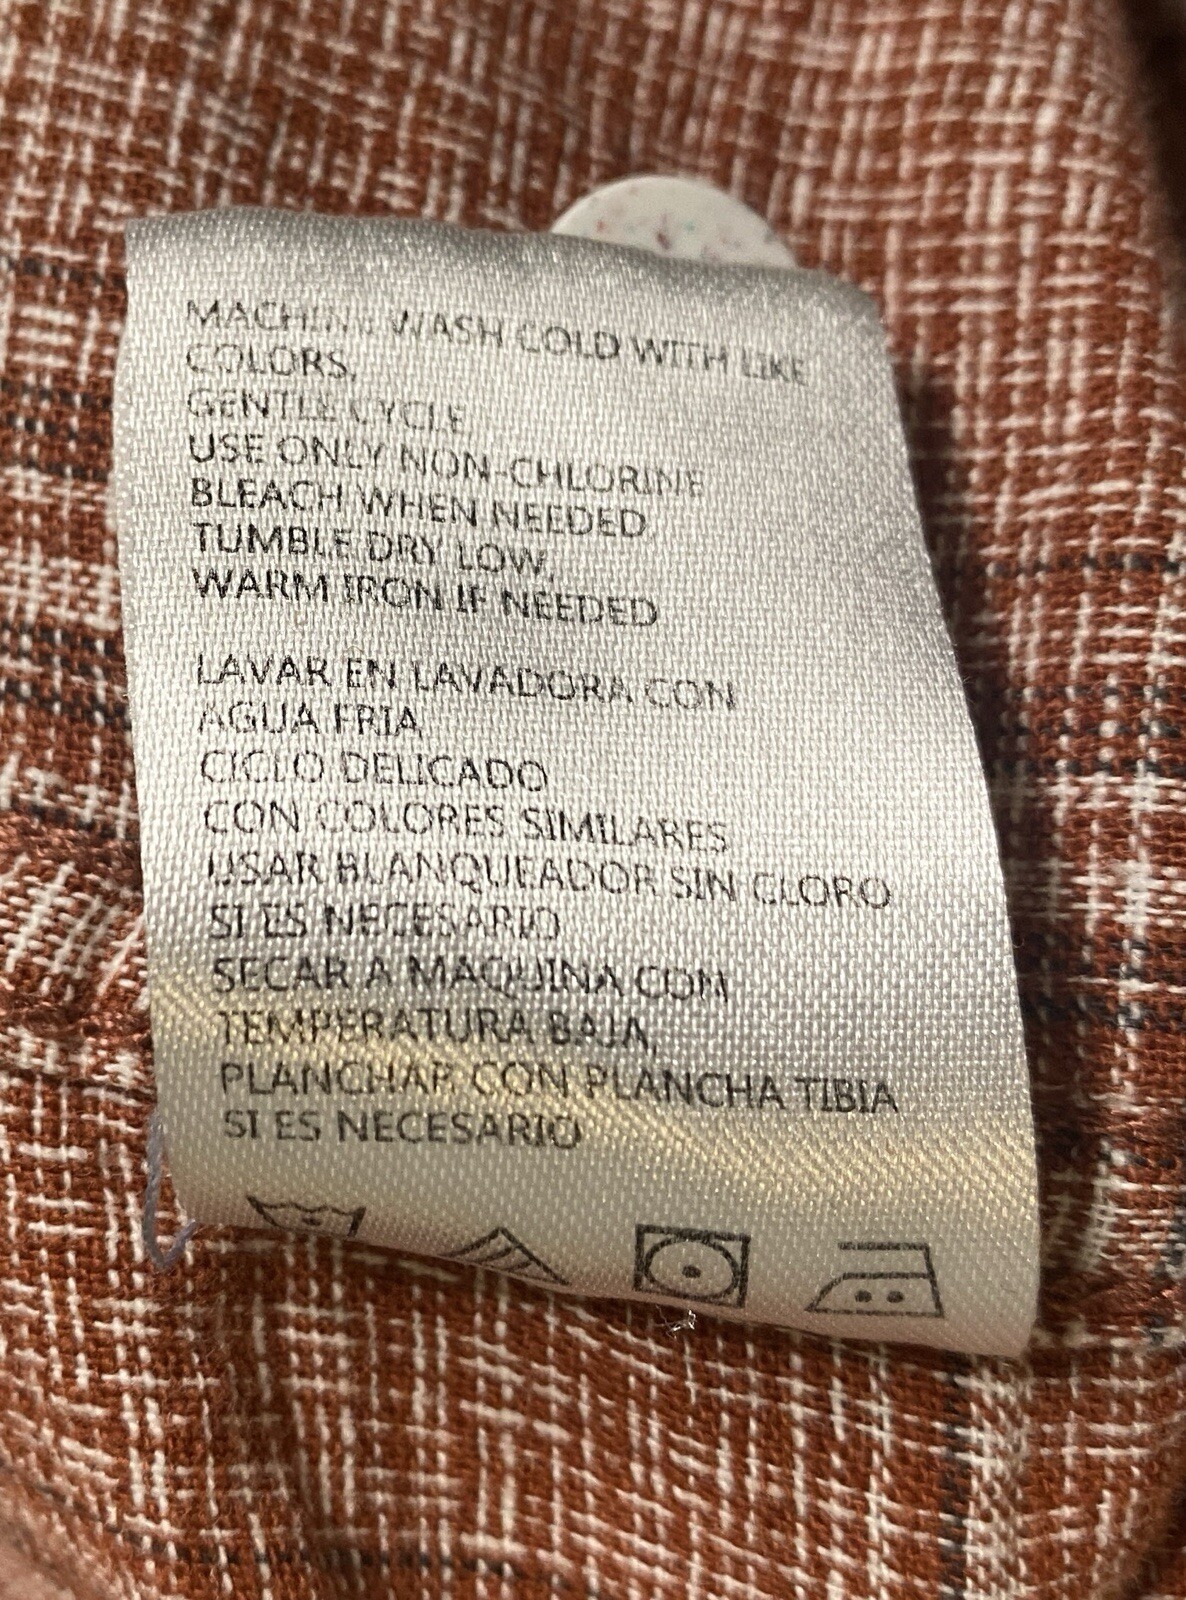 MACHINE WASH COLD WITH LIKE
COLORS,
GENTLE CYCLE
USE ONLY NON-CHLORINE
BLEACH WHEN NEEDED
TUMBLE DRY LOW,
WARM IRON IF NEEDED
LAVAR EN LAVADORA CON
AGUA FRIA
CICLO DELICADO
CON COLORES SIMILARES
USAR BLANQUEADOR SIN CLORO
SI ES NECESARIO
SECAR A MAQUINA CON
TEMPERATURA BAJA,
PLANCHAR CON PLANCHA TIBIA
SI ES NECESARIO